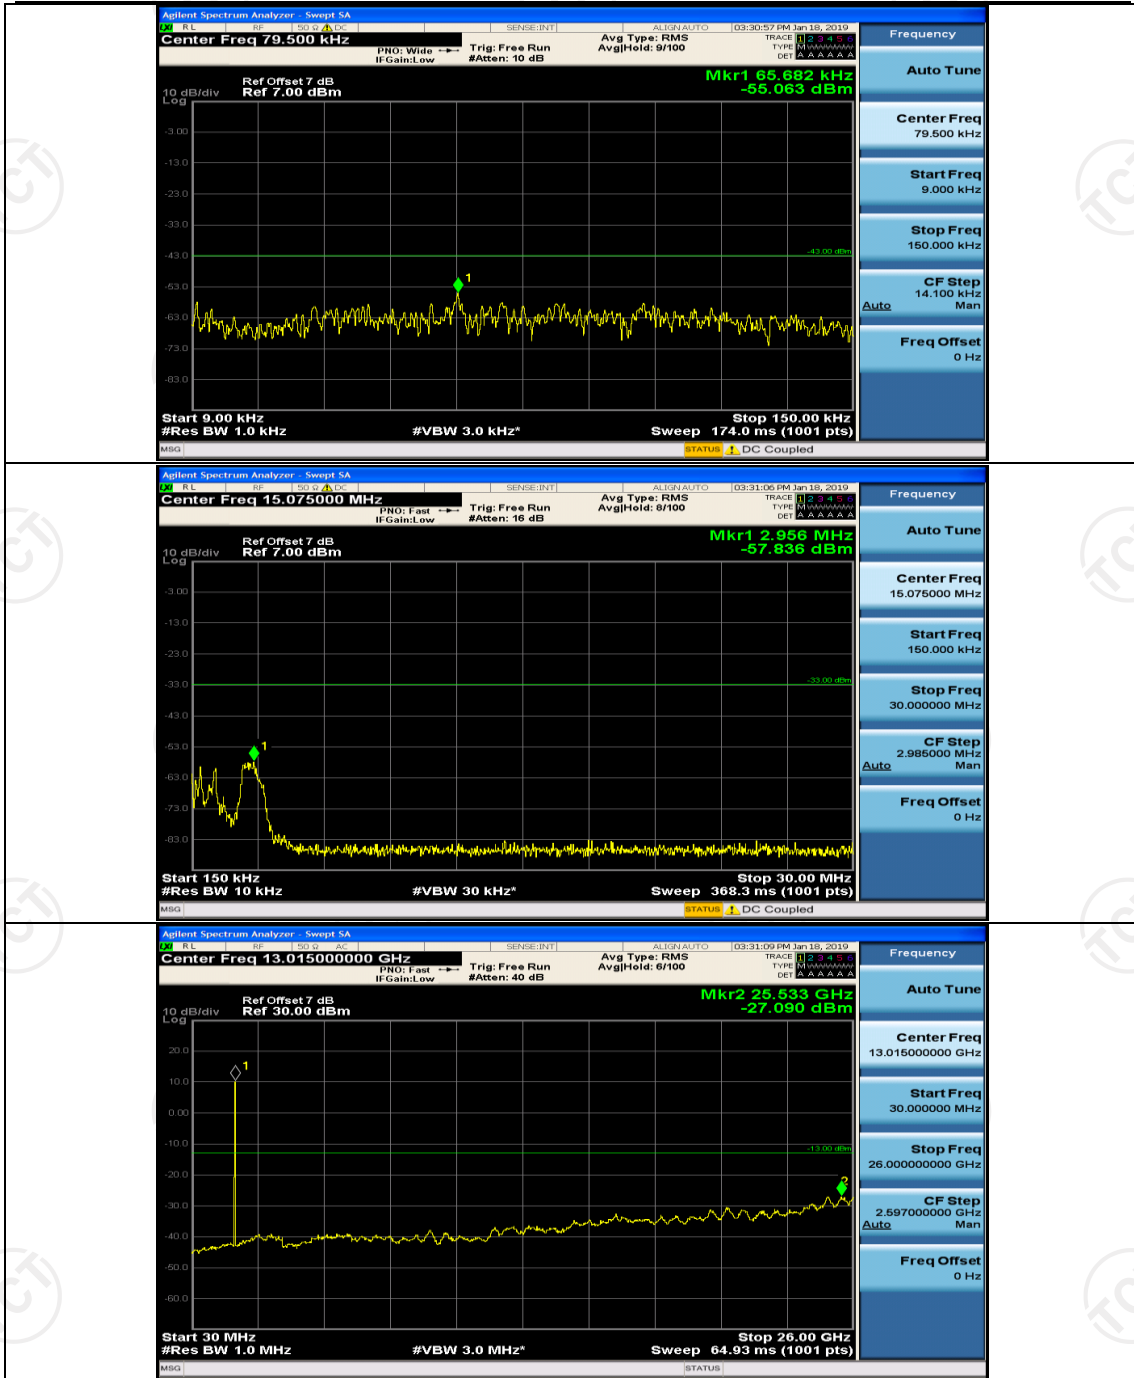 Agilent Spectrum Analyzer - Swept SA
LXI RL RF 50 Ω DC SENSE:INT ALIGN AUTO 03:30:57 PM Jan 18, 2019
Center Freq 79.500 kHz
PNO: Wide
IFGain:Low
Trig: Free Run
#Atten: 10 dB
Avg Type: RMS
Avg|Hold: 9/100
TRACE 1 2 3 4 5 6
TYPE M WWWWW
DET A A A A A A
Frequency
Mkr1 65.682 kHz
-55.063 dBm
Ref Offset 7 dB
10 dB/div Ref 7.00 dBm
Log
-3.00
-13.0
-23.0
-33.0
-43.0
-53.0
-63.0
-73.0
-83.0
-43.00 dBm
1
Start 9.00 kHz Stop 150.00 kHz
#Res BW 1.0 kHz #VBW 3.0 kHz* Sweep 174.0 ms (1001 pts)
MSG STATUS DC Coupled
Auto Tune
Center Freq
79.500 kHz
Start Freq
9.000 kHz
Stop Freq
150.000 kHz
CF Step
14.100 kHz
Auto Man
Freq Offset
0 Hz
Agilent Spectrum Analyzer - Swept SA
LXI RL RF 50 Ω DC SENSE:INT ALIGN AUTO 03:31:06 PM Jan 18, 2019
Center Freq 15.075000 MHz
PNO: Fast
IFGain:Low
Trig: Free Run
#Atten: 16 dB
Avg Type: RMS
Avg|Hold: 8/100
TRACE 1 2 3 4 5 6
TYPE M WWWWW
DET A A A A A A
Frequency
Mkr1 2.956 MHz
-57.836 dBm
Ref Offset 7 dB
10 dB/div Ref 7.00 dBm
Log
-3.00
-13.0
-23.0
-33.0
-43.0
-53.0
-63.0
-73.0
-83.0
-33.00 dBm
1
Start 150 kHz Stop 30.00 MHz
#Res BW 10 kHz #VBW 30 kHz* Sweep 368.3 ms (1001 pts)
MSG STATUS DC Coupled
Auto Tune
Center Freq
15.075000 MHz
Start Freq
150.000 kHz
Stop Freq
30.000000 MHz
CF Step
2.985000 MHz
Auto Man
Freq Offset
0 Hz
Agilent Spectrum Analyzer - Swept SA
LXI RL RF 50 Ω AC SENSE:INT ALIGN AUTO 03:31:09 PM Jan 18, 2019
Center Freq 13.015000000 GHz
PNO: Fast
IFGain:Low
Trig: Free Run
#Atten: 40 dB
Avg Type: RMS
Avg|Hold: 6/100
TRACE 1 2 3 4 5 6
TYPE M WWWWW
DET A A A A A A
Frequency
Mkr2 25.533 GHz
-27.090 dBm
Ref Offset 7 dB
10 dB/div Ref 30.00 dBm
Log
20.0
10.0
0.00
-10.0
-20.0
-30.0
-40.0
-50.0
-60.0
-13.00 dBm
1
2
Start 30 MHz Stop 26.00 GHz
#Res BW 1.0 MHz #VBW 3.0 MHz* Sweep 64.93 ms (1001 pts)
MSG STATUS
Auto Tune
Center Freq
13.015000000 GHz
Start Freq
30.000000 MHz
Stop Freq
26.000000000 GHz
CF Step
2.597000000 GHz
Auto Man
Freq Offset
0 Hz